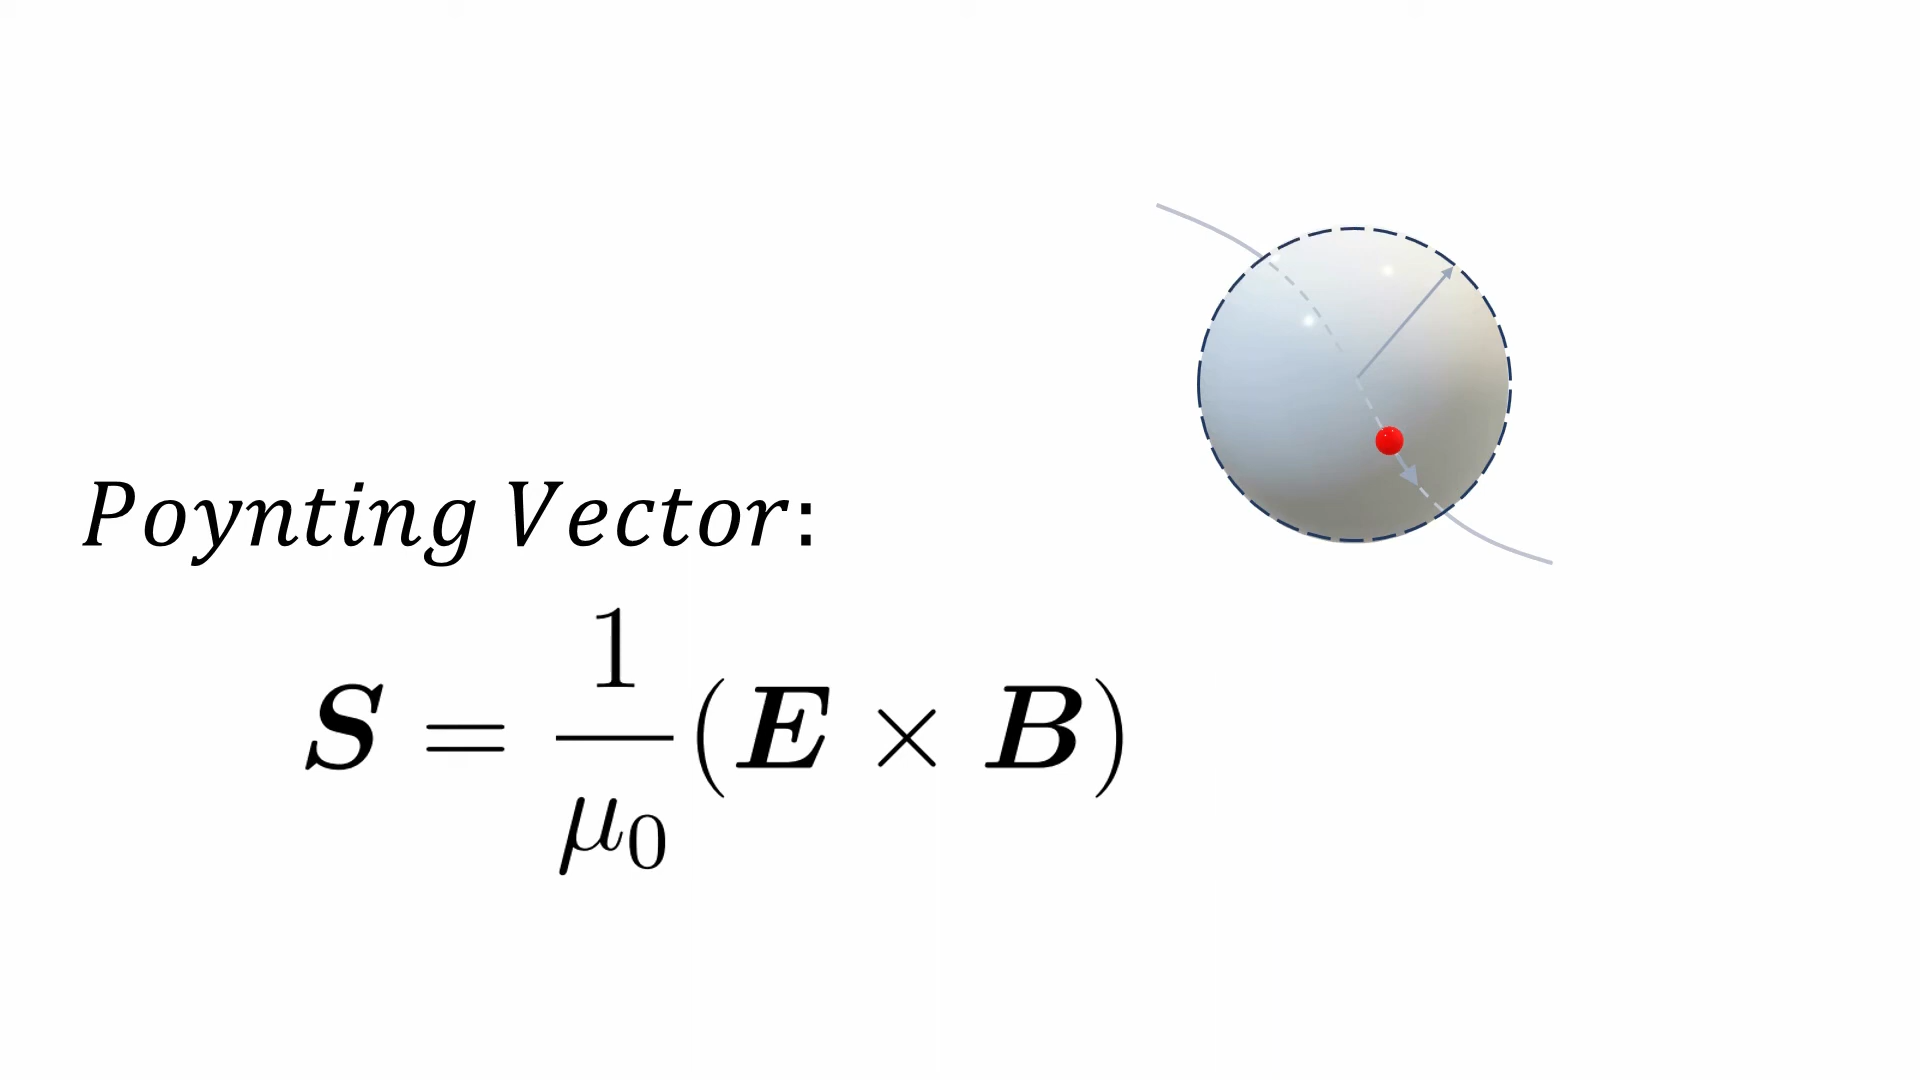 Poynting Vector:
S = 1/μ₀ (E × B)